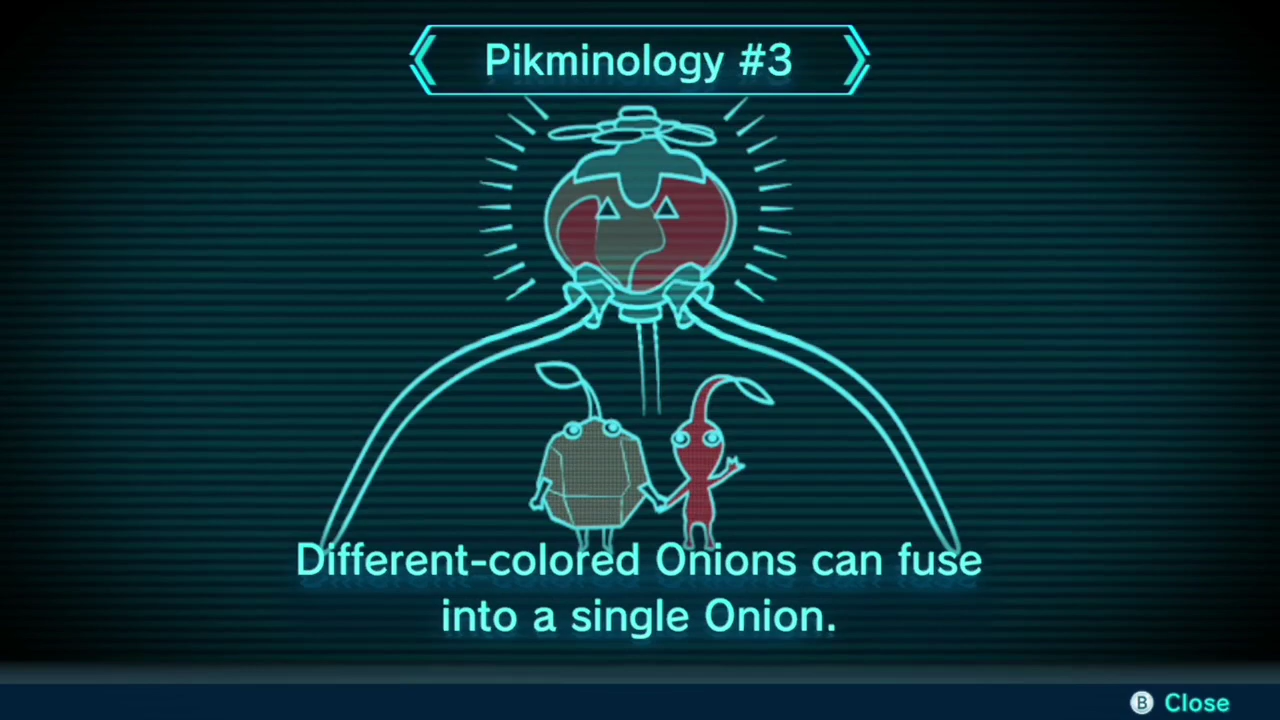 Pikminology #3
Different-colored Onions can fuse
into a single Onion.
B Close